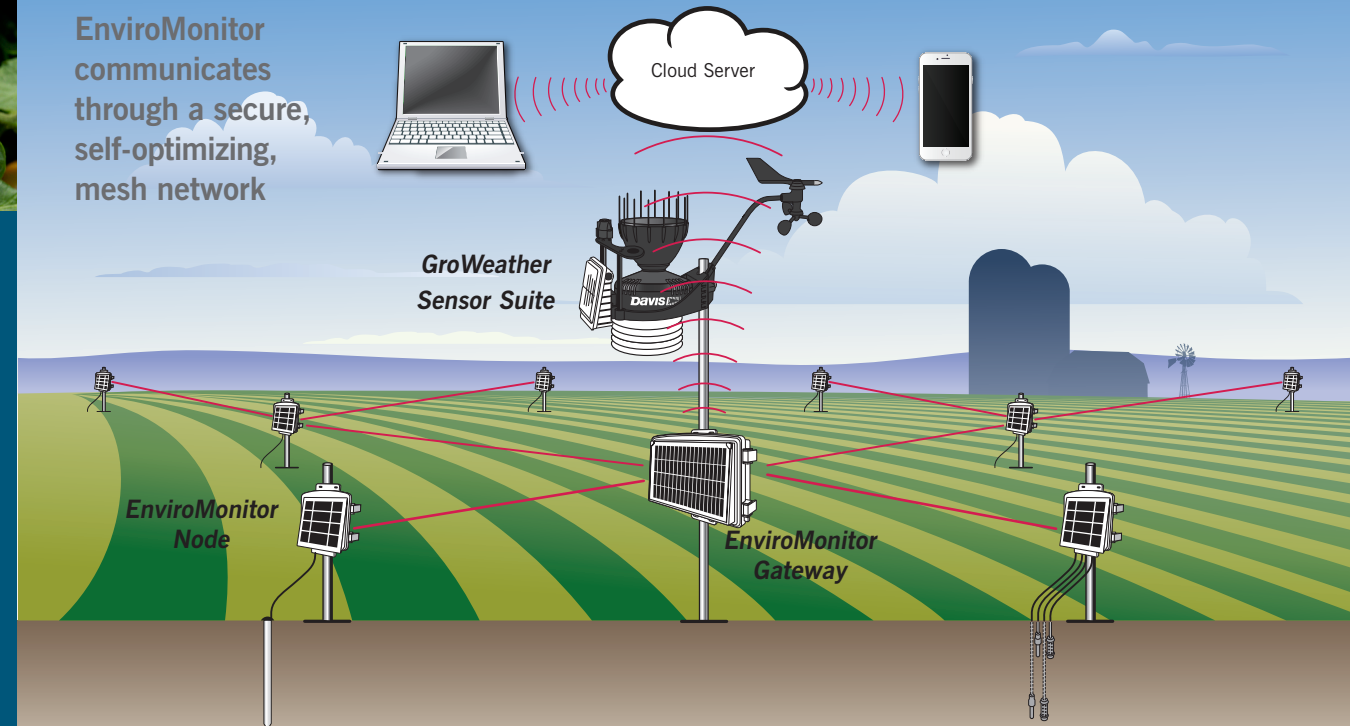 EnviroMonitor
communicates
through a secure,
self-optimizing,
mesh network
Cloud Server
GroWeather
Sensor Suite
Davis
EnviroMonitor
Node
EnviroMonitor
Gateway